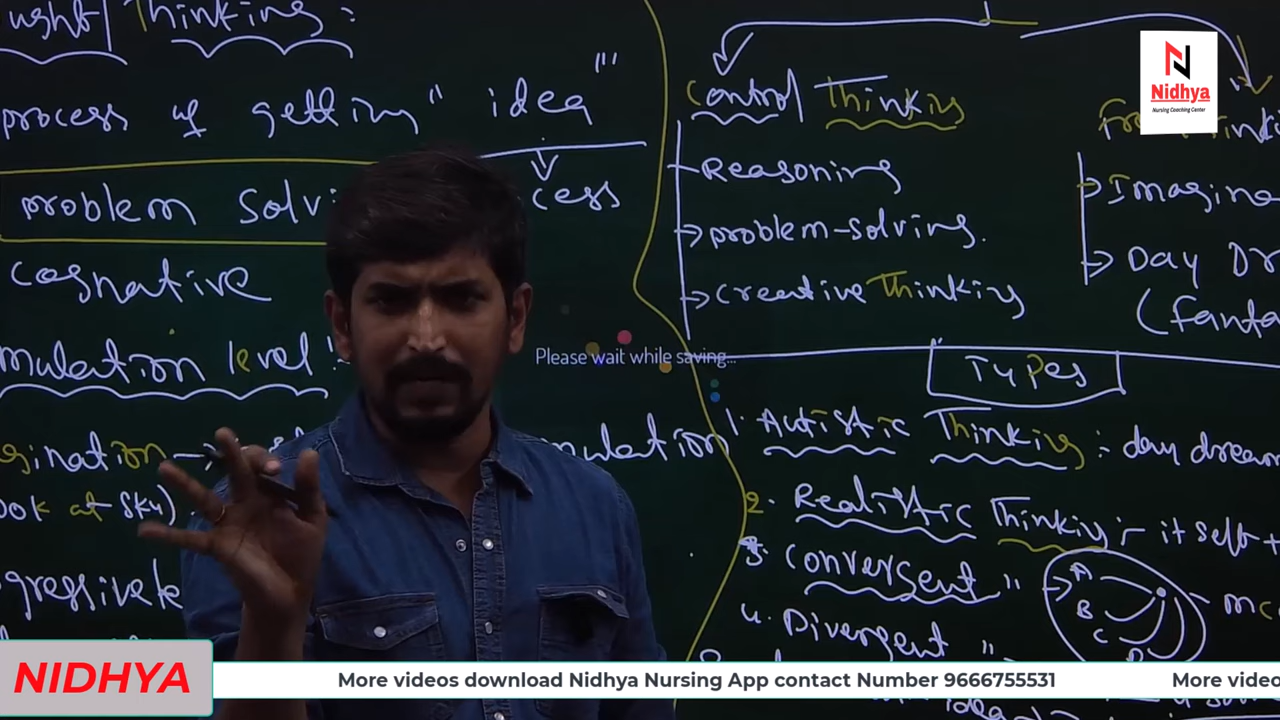 ught/ Thinking:
process of getting " idea "
problem solvi cess
cognative
mulation level!
gination → mulation
ook at sky)
gressive
Control Thinking
Reasoning
→ problem-solving.
→ creative Thinking
→ Imagine
→ Day Dr
(fanta
Types
1. Autistic Thinking : day dream
2. Realistic Thinking :- it self
3. Convergent " →
A
B
C
D
4. Divergent "
Please wait while saving...
Nidhya
Nursing Coaching Center
NIDHYA
More videos download Nidhya Nursing App contact Number 9666755531
More video